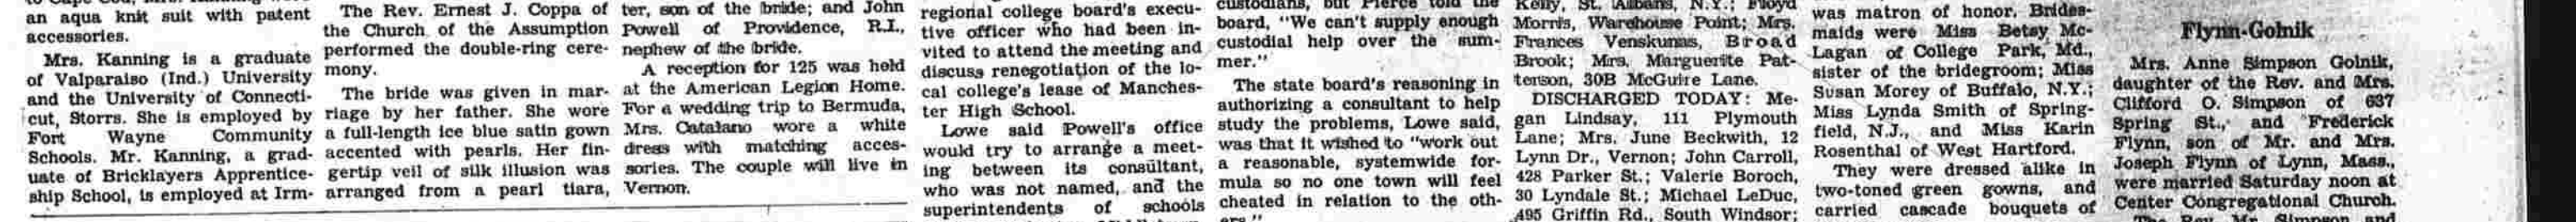 an aqua knit suit with patent
accessories.
Mrs. Kanning is a graduate
of Valparaiso (Ind.) University
and the University of Connecti-
cut, Storrs. She is employed by
Fort Wayne Community
Schools. Mr. Kanning, a grad-
uate of Bricklayers Apprentice-
ship School, is employed at Irm-
The Rev. Ernest J. Coppa of
the Church of the Assumption
performed the double-ring cere-
mony.
The bride was given in mar-
riage by her father. She wore
a full-length ice blue satin gown
accented with pearls. Her fin-
gertip veil of silk illusion was
arranged from a pearl tiara,
ter, son of the bride; and John
Powell of Providence, R.I.,
nephew of the bride.
A reception for 125 was held
at the American Legion Home.
For a wedding trip to Bermuda,
Mrs. Catalano wore a white
dress with matching acces-
sories. The couple will live in
Vernon.
regional college board's execu-
tive officer who had been in-
vited to attend the meeting and
discuss renegotiation of the lo-
cal college's lease of Manches-
ter High School.
Lowe said Powell's office
would try to arrange a meet-
ing between its consultant,
who was not named, and the
superintendents of schools
custodians, but Pierce told the
board, "We can't supply enough
custodial help over the sum-
mer."
The state board's reasoning in
authorizing a consultant to help
study the problems, Lowe said,
was that it wished to "work out
a reasonable, systemwide for-
mula so no one town will feel
cheated in relation to the oth-
ers."
Kelly, St. Albans, N.Y.; Floyd
Morris, Warehouse Point; Mrs.
Frances Venskunas, Broad
Brook; Mrs. Marguerite Pat-
terson, 30B McGuire Lane.
DISCHARGED TODAY: Me-
gan Lindsay, 111 Plymouth
Lane; Mrs. June Beckwith, 12
Lynn Dr., Vernon; John Carroll,
428 Parker St.; Valerie Boroch,
30 Lyndale St.; Michael LeDuc,
495 Griffin Rd., South Windsor;
was matron of honor. Brides-
maids were Miss Betsy Mc-
Lagan of College Park, Md.,
sister of the bridegroom; Miss
Susan Morey of Buffalo, N.Y.;
Miss Lynda Smith of Spring-
field, N.J., and Miss Karin
Rosenthal of West Hartford.
They were dressed alike in
two-toned green gowns, and
carried cascade bouquets of
Flynn-Golnik
Mrs. Anne Simpson Golnik,
daughter of the Rev. and Mrs.
Clifford O. Simpson of 637
Spring St., and Frederick
Flynn, son of Mr. and Mrs.
Joseph Flynn of Lynn, Mass.,
were married Saturday noon at
Center Congregational Church.
The Rev. Mr. Simpson and